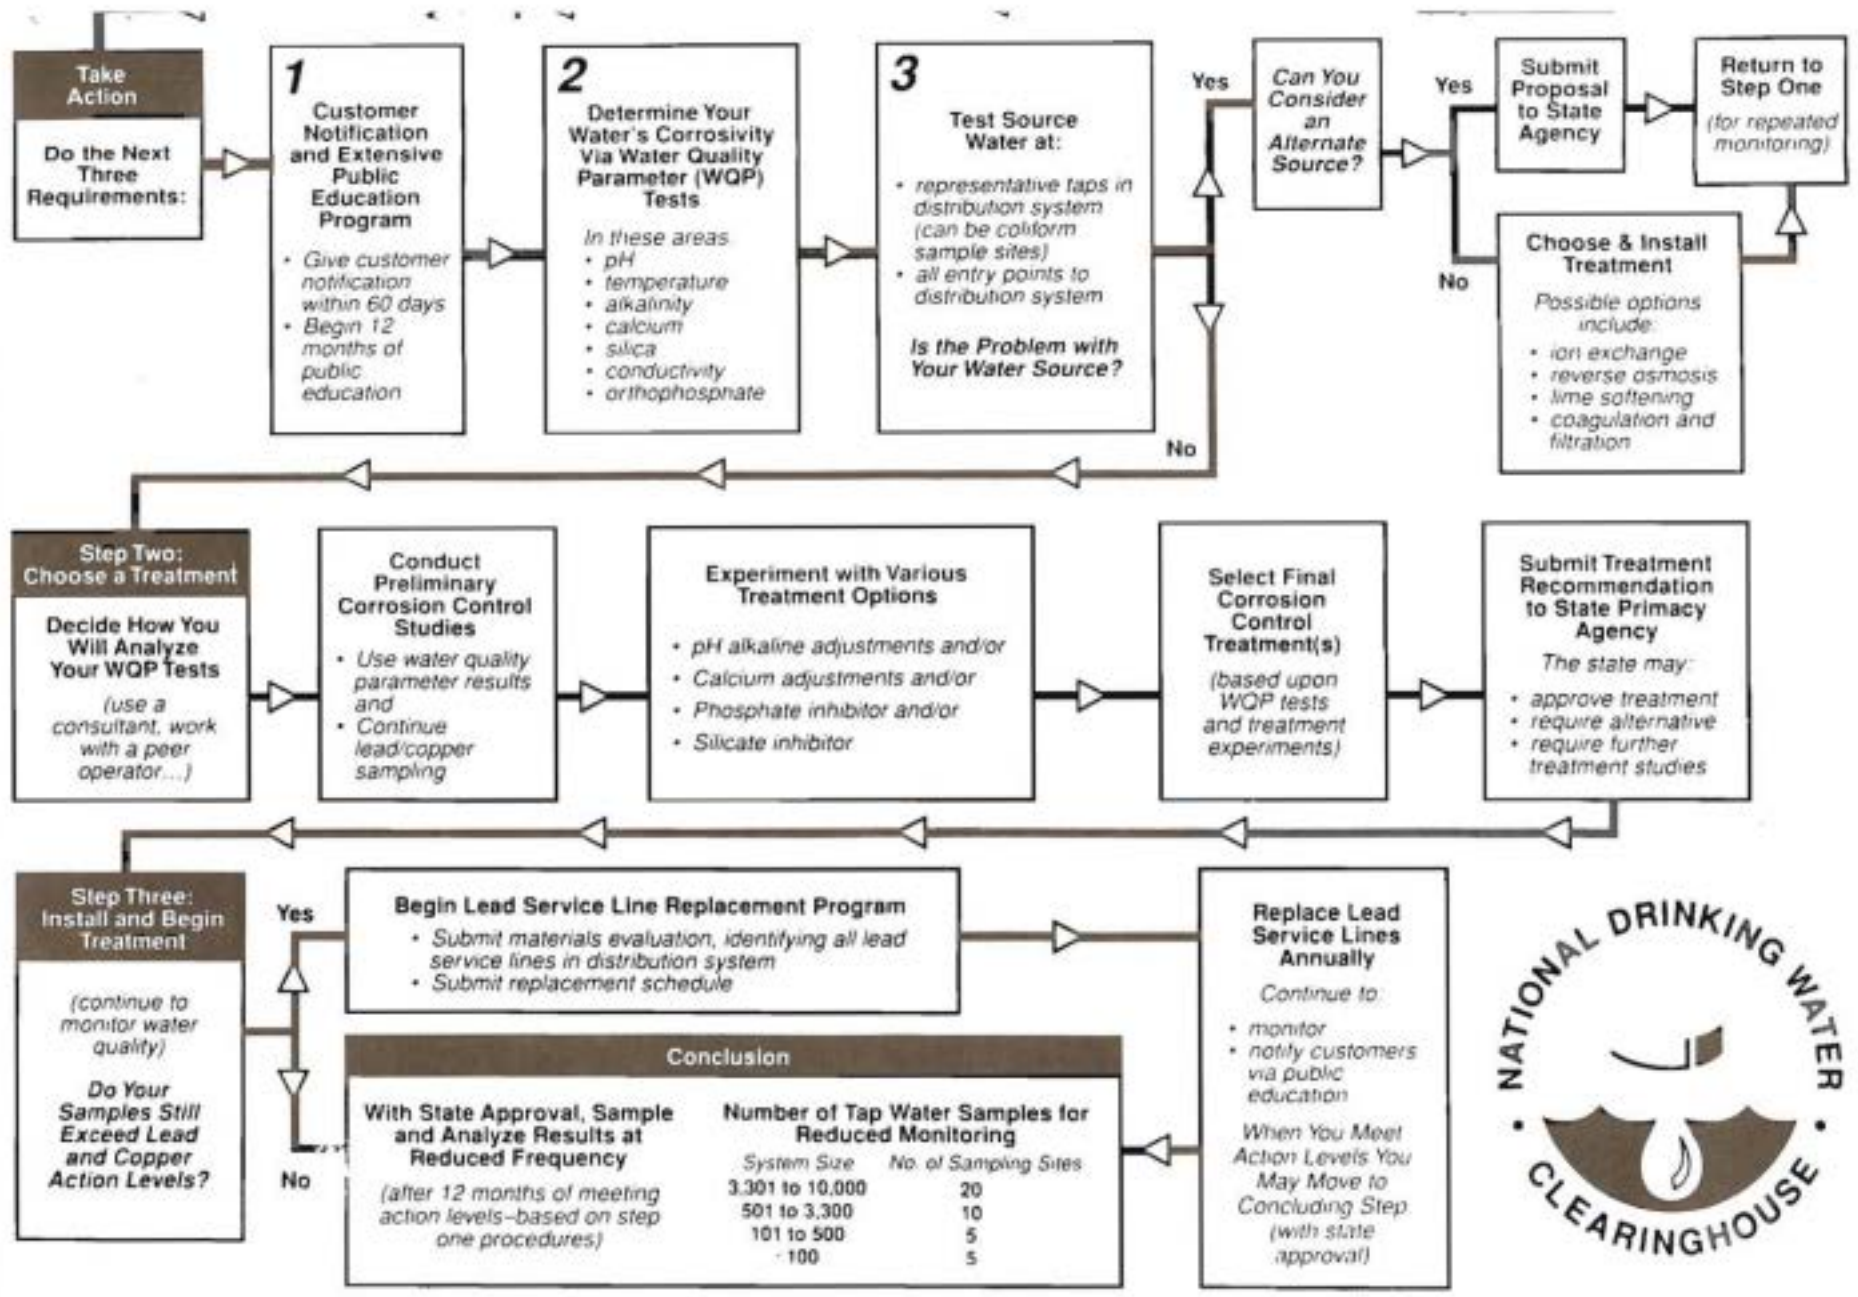 Take
Action
Do the Next
Three
Requirements:
1
Customer
Notification
and Extensive
Public
Education
Program
• Give customer
notification
within 60 days
• Begin 12
months of
public
education
2
Determine Your
Water's Corrosivity
Via Water Quality
Parameter (WQP)
Tests
In these areas
• pH
• temperature
• alkalinity
• calcium
• silica
• conductivity
• orthophosphate
3
Test Source
Water at:
• representative taps in
distribution system
(can be coliform
sample sites)
• all entry points to
distribution system
Is the Problem with
Your Water Source?
Yes
No
Can You
Consider
an
Alternate
Source?
Yes
No
Submit
Proposal
to State
Agency
Return to
Step One
(for repeated
monitoring)
Choose & Install
Treatment
Possible options
include:
• ion exchange
• reverse osmosis
• lime softening
• coagulation and
filtration
Step Two:
Choose a Treatment
Decide How You
Will Analyze
Your WQP Tests
(use a
consultant, work
with a peer
operator...)
Conduct
Preliminary
Corrosion Control
Studies
• Use water quality
parameter results
and
• Continue
lead/copper
sampling
Experiment with Various
Treatment Options
• pH alkaline adjustments and/or
• Calcium adjustments and/or
• Phosphate inhibitor and/or
• Silicate inhibitor
Select Final
Corrosion
Control
Treatment(s)
(based upon
WQP tests
and treatment
experiments)
Submit Treatment
Recommendation
to State Primacy
Agency
The state may:
• approve treatment
• require alternative
• require further
treatment studies
Step Three:
Install and Begin
Treatment
(continue to
monitor water
quality)
Do Your
Samples Still
Exceed Lead
and Copper
Action Levels?
Yes
No
Begin Lead Service Line Replacement Program
• Submit materials evaluation, identifying all lead
service lines in distribution system
• Submit replacement schedule
Replace Lead
Service Lines
Annually
Continue to:
• monitor
• notify customers
via public
education
When You Meet
Action Levels You
May Move to
Concluding Step
(with state
approval)
Conclusion
With State Approval, Sample
and Analyze Results at
Reduced Frequency
(after 12 months of meeting
action levels–based on step
one procedures)
Number of Tap Water Samples for
Reduced Monitoring
System Size No. of Sampling Sites
3,301 to 10,000 20
501 to 3,300 10
101 to 500 5
100 5
NATIONAL DRINKING WATER
• CLEARINGHOUSE •